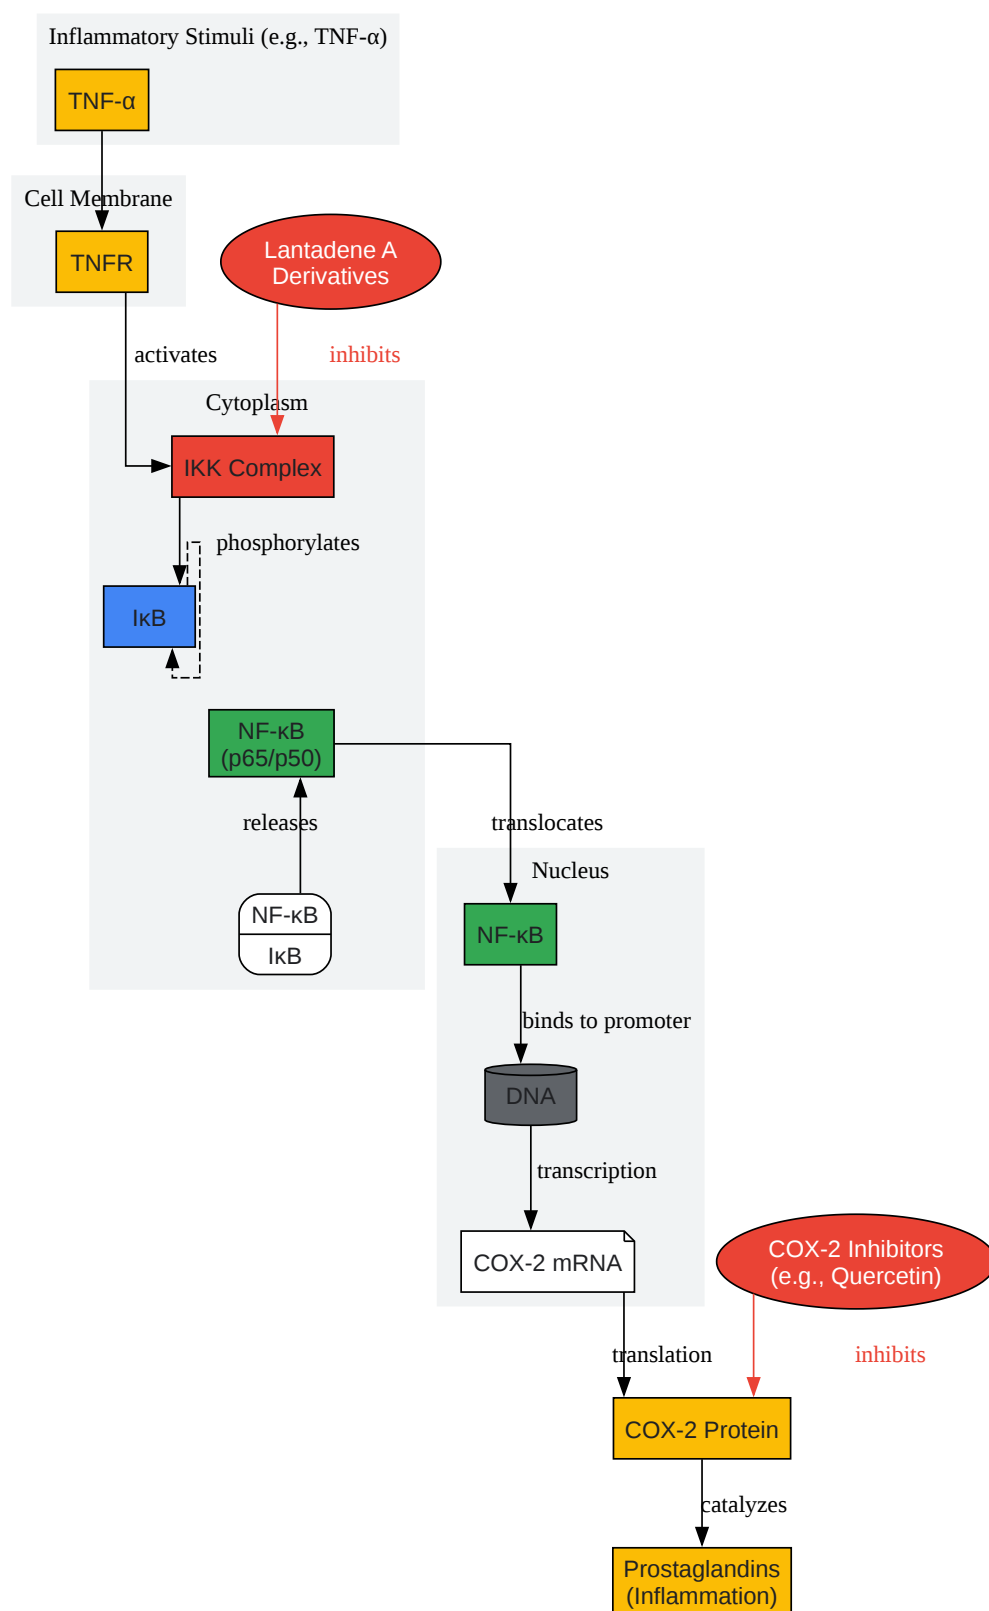 Inflammatory Stimuli (e.g., TNF-α)
TNF-α
Cell Membrane
TNFR
Lantadene A
Derivatives
activates
inhibits
Cytoplasm
IKK Complex
phosphorylates
IκB
NF-κB
(p65/p50)
releases
translocates
NF-κB
IκB
Nucleus
NF-κB
binds to promoter
DNA
transcription
COX-2 mRNA
COX-2 Inhibitors
(e.g., Quercetin)
translation
inhibits
COX-2 Protein
catalyzes
Prostaglandins
(Inflammation)